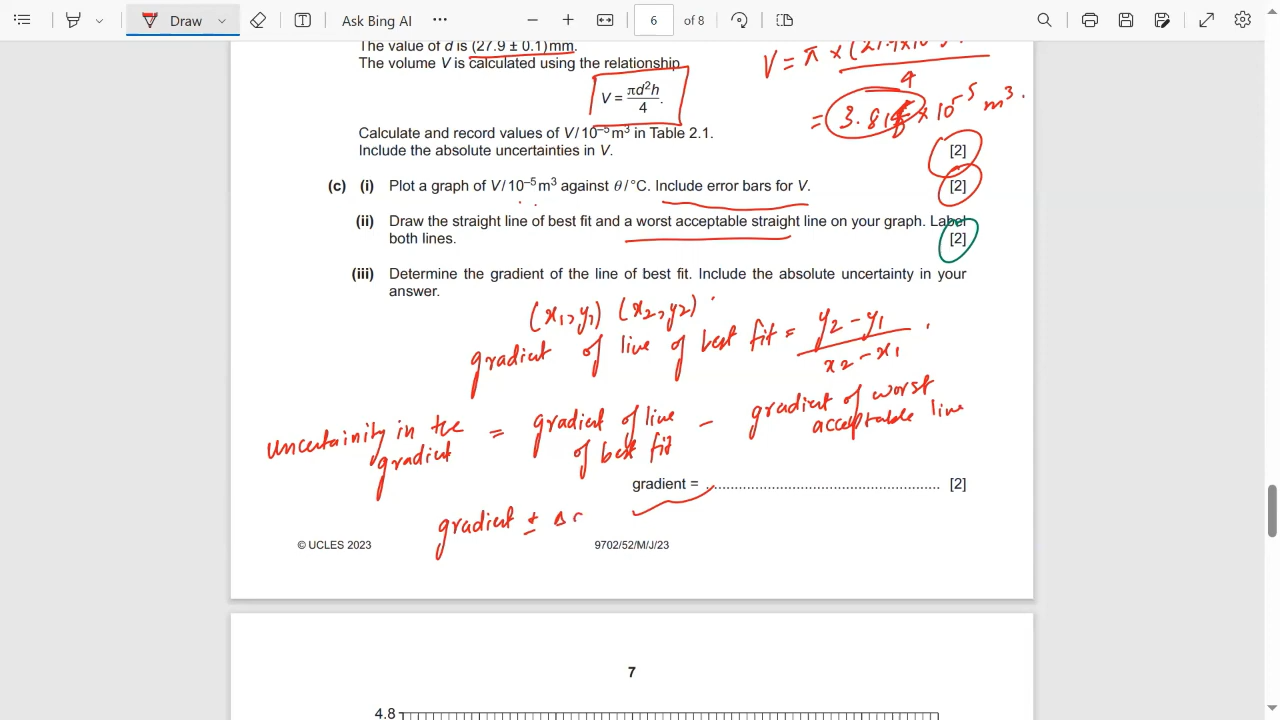 Draw
Ask Bing AI
6 of 8
The value of d is (27.9 ± 0.1) mm.
The volume V is calculated using the relationship
V = πd²h / 4.
V = π × (27.9×10⁻³
4
= 3.815 × 10⁻⁵ m³.
Calculate and record values of V / 10⁻⁵ m³ in Table 2.1.
Include the absolute uncertainties in V. [2]
(c) (i) Plot a graph of V / 10⁻⁵ m³ against θ / °C. Include error bars for V. [2]
(ii) Draw the straight line of best fit and a worst acceptable straight line on your graph. Label
both lines. [2]
(iii) Determine the gradient of the line of best fit. Include the absolute uncertainty in your
answer.
(x₁, y₁) (x₂, y₂)
gradient of line of best fit = y₂ − y₁ / x₂ − x₁
uncertainity in the gradient = gradient of line of best fit − gradient of worst acceptable line
gradient = ........................................................ [2]
gradient ± Δ
© UCLES 2023 9702/52/M/J/23
7
4.8